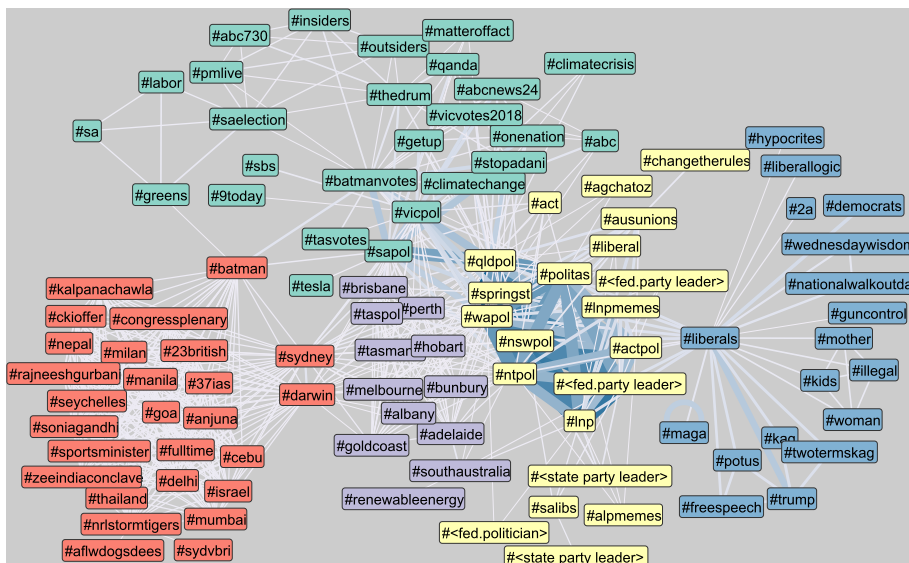 #insiders
#abc730
#matteroffact
#outsiders
#qanda
#climatecrisis
#pmlive
#labor
#abcnews24
#thedrum
#vicvotes2018
#saelection
#sa
#onenation
#abc
#getup
#hypocrites
#stopadani
#changetherules
#liberallogic
#sbs
#batmanvotes
#climatechange
#agchatoz
#greens
#9today
#act
#2a
#democrats
#vicpol
#ausunions
#tasvotes
#sapol
#liberal
#wednesdaywisdom
#qldpol
#batman
#politas
#<fed.party leader>
#nationalwalkoutda
#kalpanachawla
#tesla
#brisbane
#springst
#lnpmemes
#perth
#taspol
#wapol
#guncontrol
#ckioffer
#congressplenary
#liberals
#mother
#nswpol
#nepal
#milan
#23british
#tasman
#hobart
#actpol
#sydney
#rajneeshgurbani
#manila
#37ias
#ntpol
#illegal
#kids
#<fed.party leader>
#melbourne
#bunbury
#darwin
#seychelles
#goa
#anjuna
#albany
#lnp
#woman
#soniagandhi
#adelaide
#maga
#kag
#goldcoast
#sportsminister
#fulltime
#cebu
#twotermskag
#potus
#southaustralia
#zeeindiaconclave
#delhi
#<state party leader>
#israel
#thailand
#renewableenergy
#trump
#freespeech
#salibs
#alpmemes
#nrlstormtigers
#mumbai
#<fed.politician>
#aflwdogsdees
#sydvbri
#<state party leader>